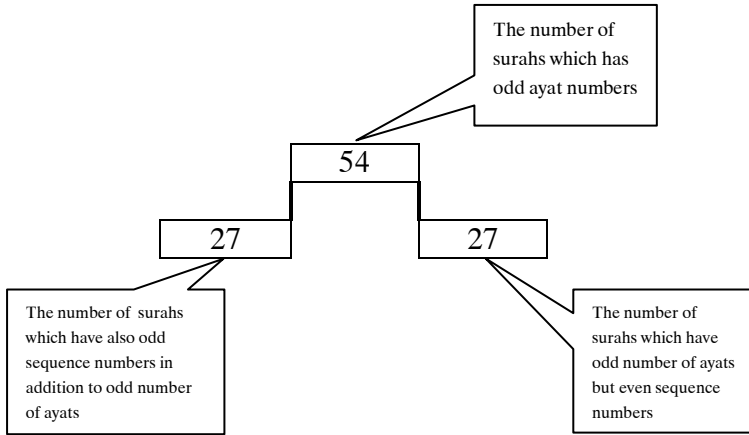 The number of
surahs which has
odd ayat numbers
54
27
27
The number of surahs
which have also odd
sequence numbers in
addition to odd number
of ayats
The number of
surahs which have
odd number of ayats
but even sequence
numbers